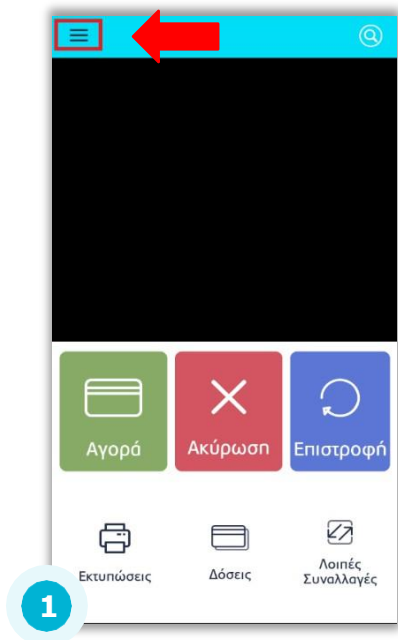 Αγορά
Ακύρωση
Επιστροφή
Εκτυπώσεις
Δόσεις
Λοιπές
Συναλλαγές
1